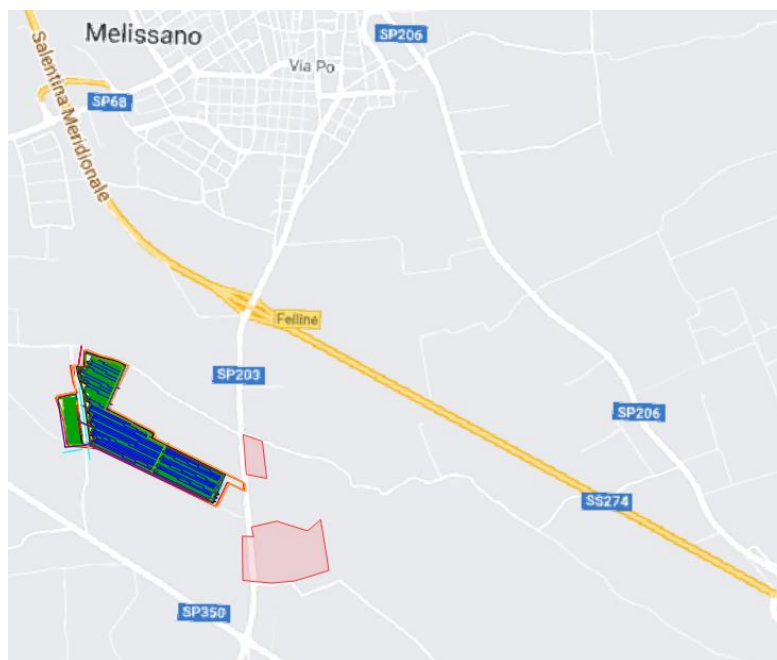 Melissano
SP206
Via Po
SP68
Salentina Meridionale
Felline
SP203
SP206
SS274
SP350